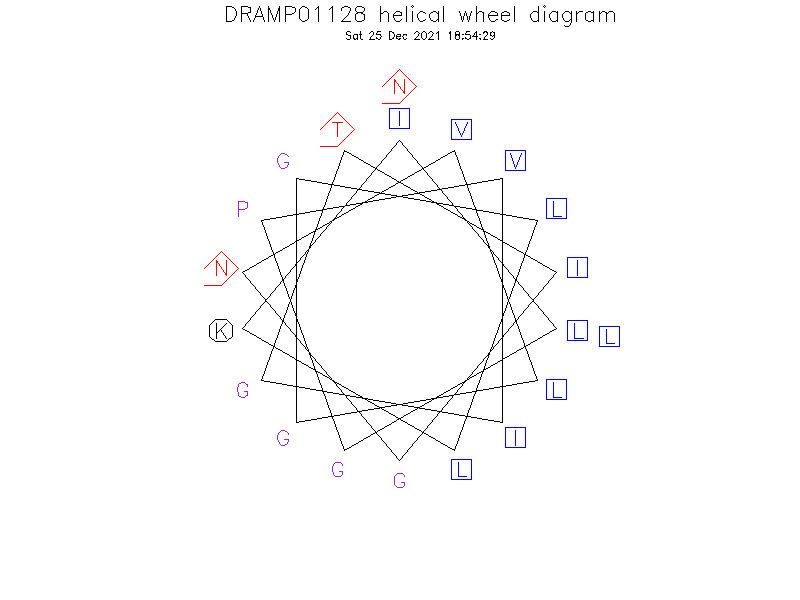 DRAMP01128 helical wheel diagram
Sat 25 Dec 2021 18:54:29
N
I
T V
G V
P L
N I
K L L
G L
G I
G L
G